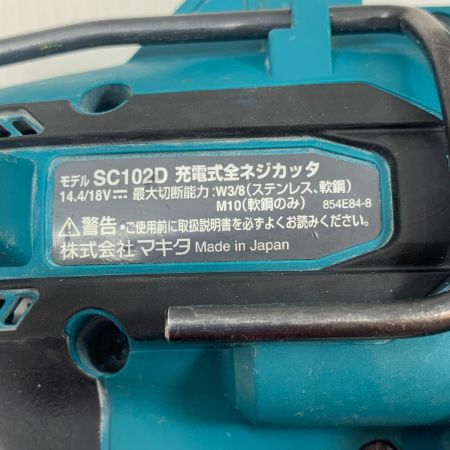 モデル SC102D 充電式全ネジカッタ
14.4/18V⎓ 最大切断能力:W3/8(ステンレス、軟鋼)
M10(軟鋼のみ) 854E84-8
⚠警告・ご使用前に取扱説明書を必ずよくお読みください。
株式会社マキタ Made in Japan